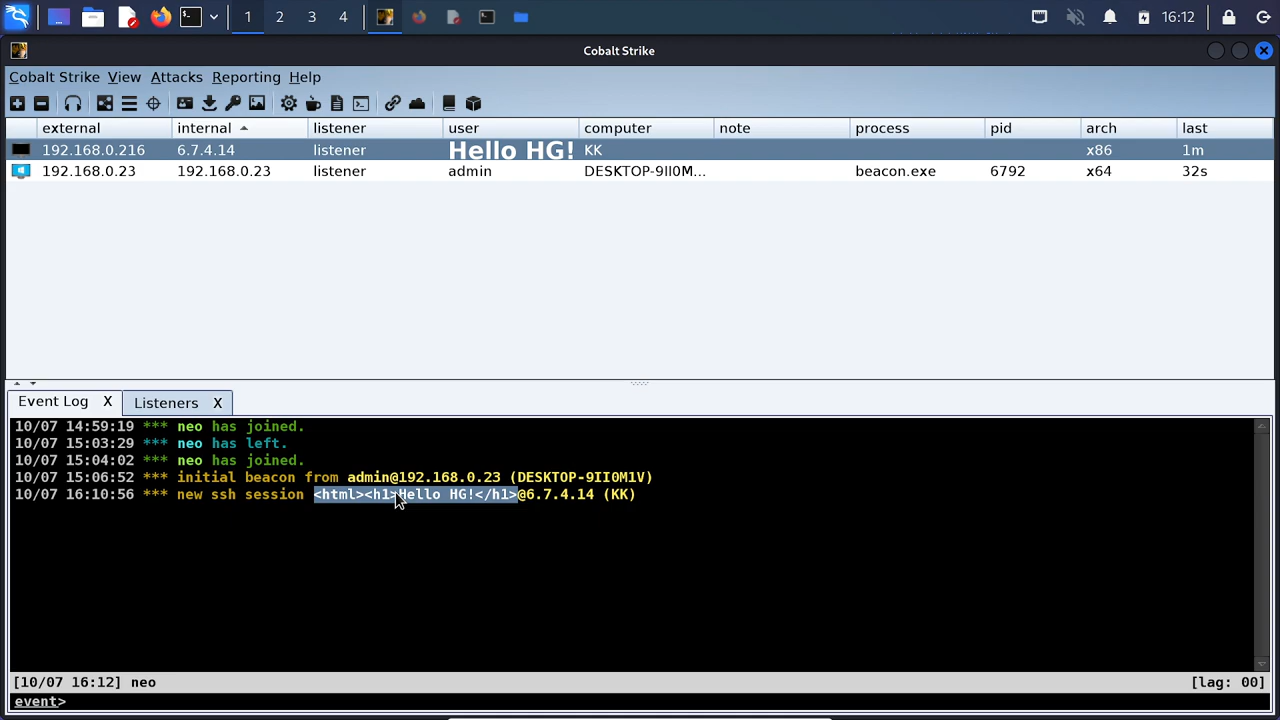 1 2 3 4 16:12
Cobalt Strike
Cobalt Strike View Attacks Reporting Help
external internal listener user computer note process pid arch last
192.168.0.216 6.7.4.14 listener Hello HG! KK x86 1m
192.168.0.23 192.168.0.23 listener admin DESKTOP-9II0M... beacon.exe 6792 x64 32s
Event Log X Listeners X
10/07 14:59:19 *** neo has joined.
10/07 15:03:29 *** neo has left.
10/07 15:04:02 *** neo has joined.
10/07 15:06:52 *** initial beacon from admin@192.168.0.23 (DESKTOP-9II0M1V)
10/07 16:10:56 *** new ssh session <html><h1>Hello HG!</h1>@6.7.4.14 (KK)
[10/07 16:12] neo [lag: 00]
event>